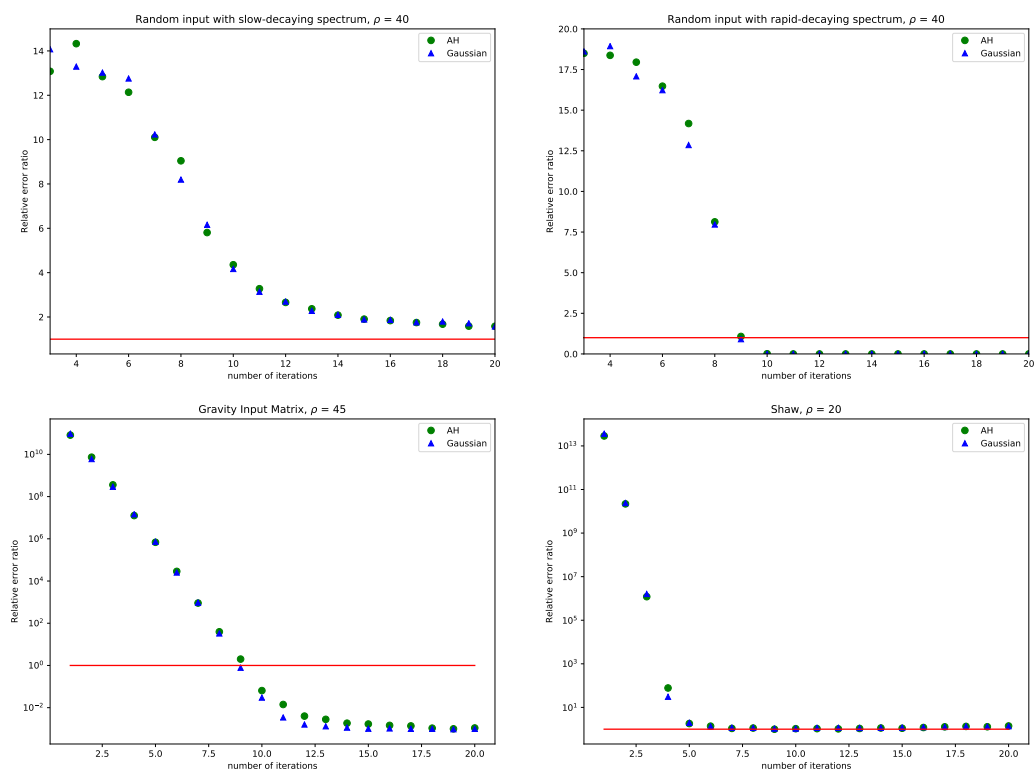 Random input with slow-decaying spectrum, ρ = 40
AH
Gaussian
Relative error ratio
14
12
10
8
6
4
2
4 6 8 10 12 14 16 18 20
number of iterations
Random input with rapid-decaying spectrum, ρ = 40
AH
Gaussian
Relative error ratio
20.0
17.5
15.0
12.5
10.0
7.5
5.0
2.5
0.0
4 6 8 10 12 14 16 18 20
number of iterations
Gravity Input Matrix, ρ = 45
AH
Gaussian
Relative error ratio
10¹⁰
10⁸
10⁶
10⁴
10²
10⁰
10⁻²
2.5 5.0 7.5 10.0 12.5 15.0 17.5 20.0
number of iterations
Shaw, ρ = 20
AH
Gaussian
Relative error ratio
10¹³
10¹¹
10⁹
10⁷
10⁵
10³
10¹
2.5 5.0 7.5 10.0 12.5 15.0 17.5 20.0
number of iterations